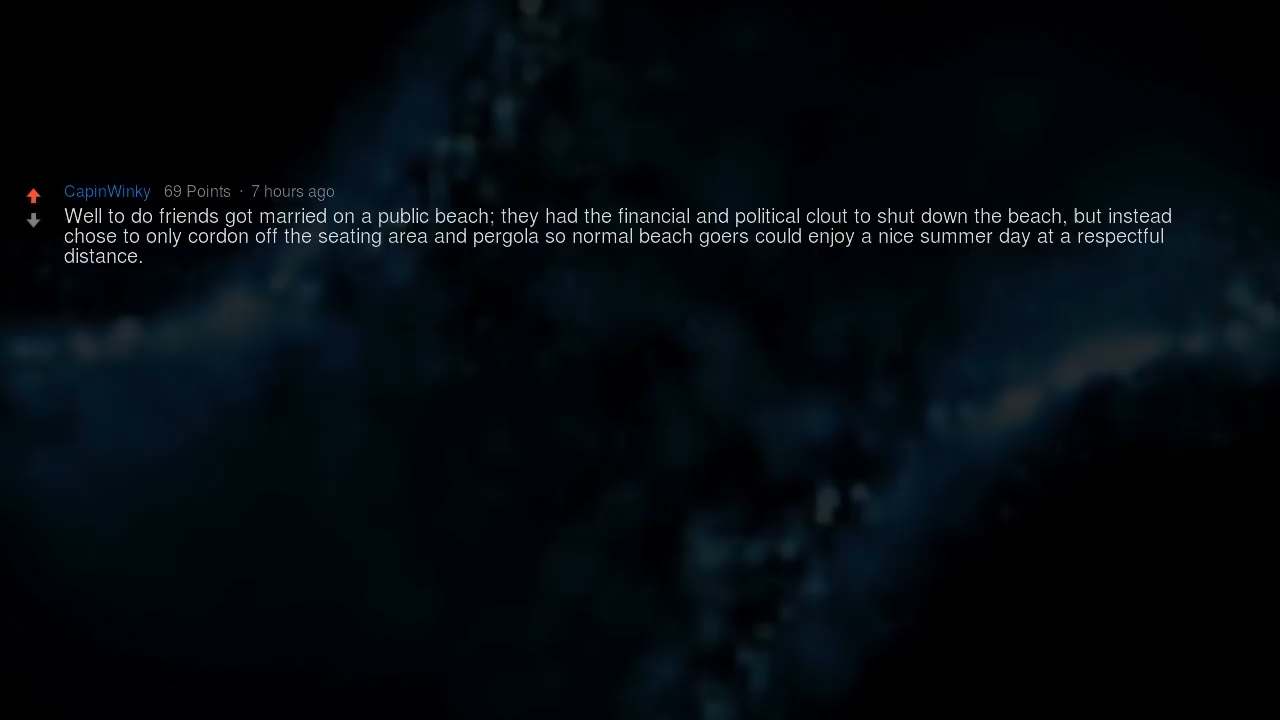 CapinWinky 69 Points · 7 hours ago
Well to do friends got married on a public beach; they had the financial and political clout to shut down the beach, but instead
chose to only cordon off the seating area and pergola so normal beach goers could enjoy a nice summer day at a respectful
distance.